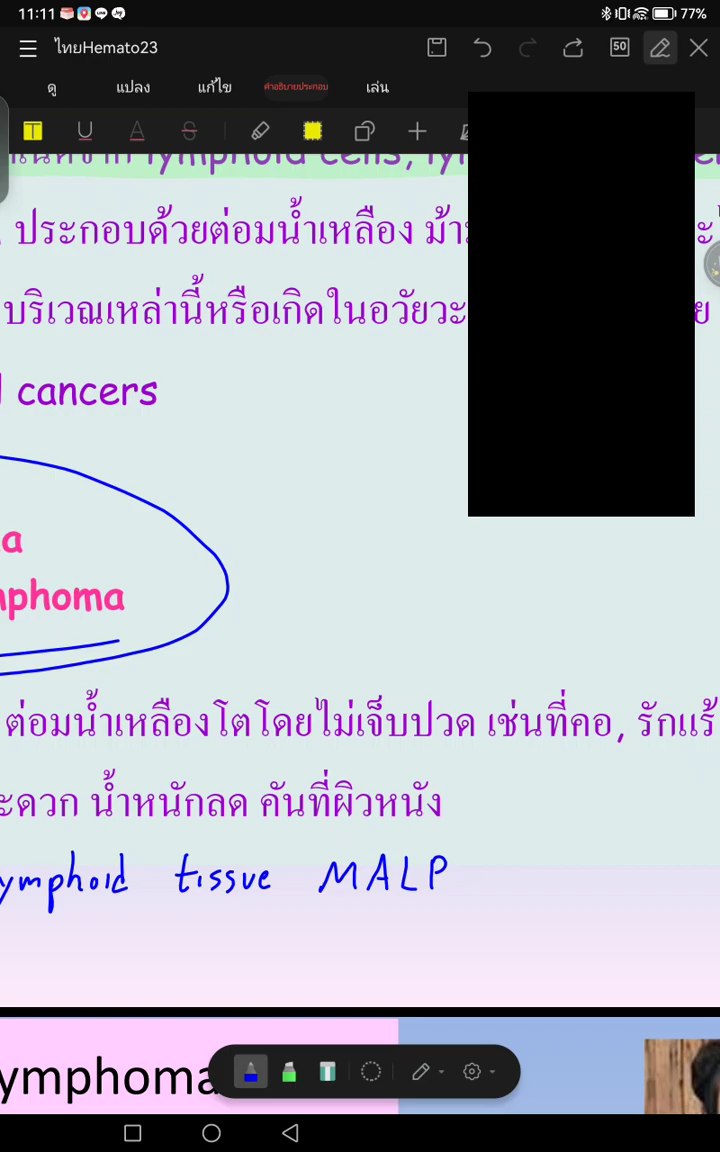 11:11 77%
ไทยHemato23 50
ดู แปลง แก้ไข คำอธิบายประกอบ เล่น
T U A S
lymphoid cells,
ประกอบด้วยต่อมน้ำเหลือง
บริเวณเหล่านี้หรือเกิดในอวัยวะ
cancers
a
mphoma
ต่อมน้ำเหลืองโตโดยไม่เจ็บปวด เช่นที่คอ, รักแร้
ะดวก น้ำหนักลด คันที่ผิวหนัง
ymphoid tissue MALP
ymphoma